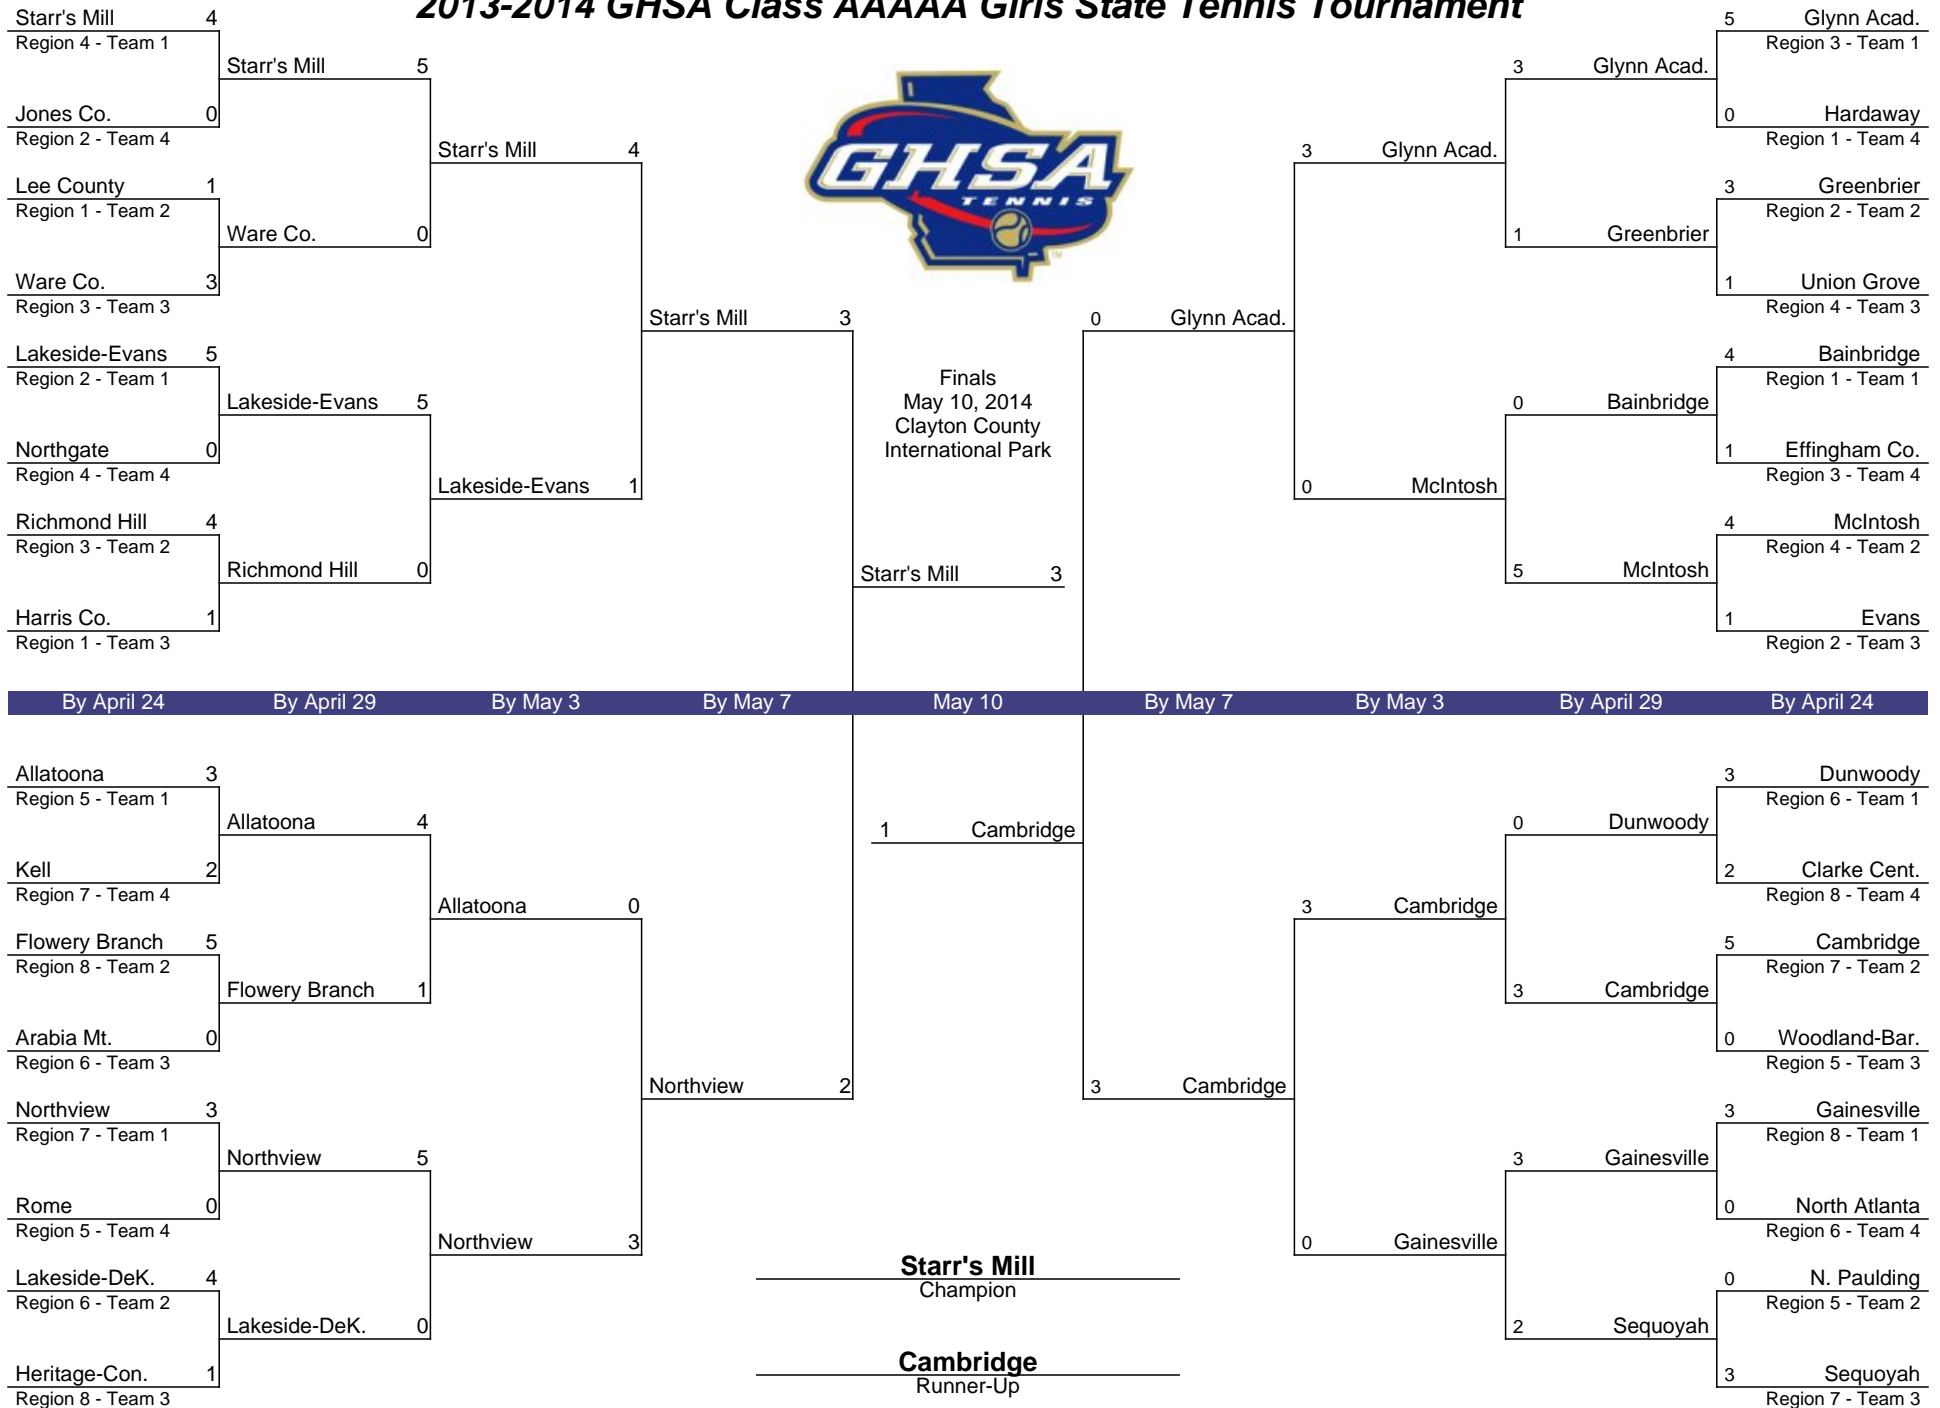 2013-2014 GHSA Class AAAAA Girls State Tennis Tournament
Starr's Mill 4
Region 4 - Team 1
Jones Co. 0
Region 2 - Team 4
Lee County 1
Region 1 - Team 2
Ware Co. 3
Region 3 - Team 3
Lakeside-Evans 5
Region 2 - Team 1
Northgate 0
Region 4 - Team 4
Richmond Hill 4
Region 3 - Team 2
Harris Co. 1
Region 1 - Team 3
Starr's Mill 5
Ware Co. 0
Lakeside-Evans 5
Richmond Hill 0
Starr's Mill 4
Lakeside-Evans 1
Starr's Mill 3
GHSA
TENNIS
TM
Finals
May 10, 2014
Clayton County
International Park
Starr's Mill 3
0 Glynn Acad.
3 Glynn Acad.
0 McIntosh
3 Glynn Acad.
1 Greenbrier
0 Bainbridge
5 McIntosh
5 Glynn Acad.
Region 3 - Team 1
0 Hardaway
Region 1 - Team 4
3 Greenbrier
Region 2 - Team 2
1 Union Grove
Region 4 - Team 3
4 Bainbridge
Region 1 - Team 1
1 Effingham Co.
Region 3 - Team 4
4 McIntosh
Region 4 - Team 2
1 Evans
Region 2 - Team 3
By April 24 By April 29 By May 3 By May 7 May 10 By May 7 By May 3 By April 29 By April 24
Allatoona 3
Region 5 - Team 1
Kell 2
Region 7 - Team 4
Flowery Branch 5
Region 8 - Team 2
Arabia Mt. 0
Region 6 - Team 3
Northview 3
Region 7 - Team 1
Rome 0
Region 5 - Team 4
Lakeside-DeK. 4
Region 6 - Team 2
Heritage-Con. 1
Region 8 - Team 3
Allatoona 4
Flowery Branch 1
Northview 5
Lakeside-DeK. 0
Allatoona 0
Northview 3
Northview 2
1 Cambridge
3 Cambridge
3 Cambridge
0 Gainesville
0 Dunwoody
3 Cambridge
3 Gainesville
2 Sequoyah
3 Dunwoody
Region 6 - Team 1
2 Clarke Cent.
Region 8 - Team 4
5 Cambridge
Region 7 - Team 2
0 Woodland-Bar.
Region 5 - Team 3
3 Gainesville
Region 8 - Team 1
0 North Atlanta
Region 6 - Team 4
0 N. Paulding
Region 5 - Team 2
3 Sequoyah
Region 7 - Team 3
Starr's Mill
Champion
Cambridge
Runner-Up